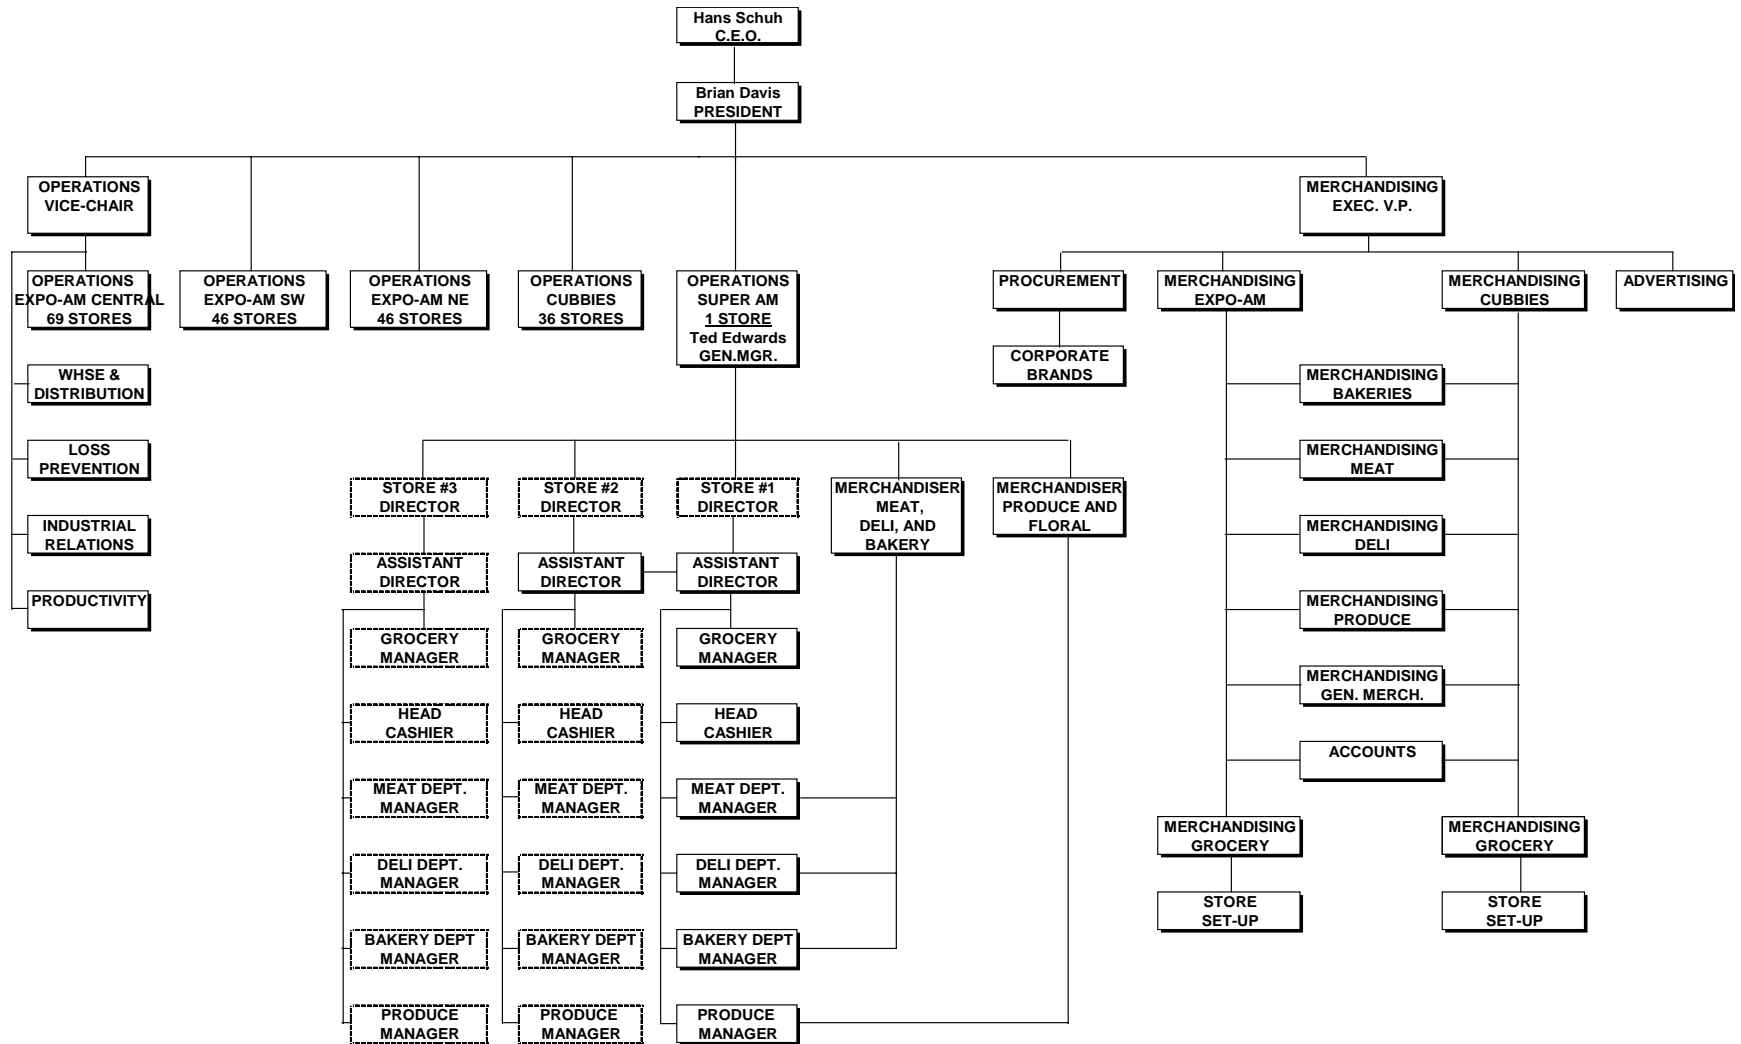 Hans Schuh
C.E.O.
Brian Davis
PRESIDENT
OPERATIONS
VICE-CHAIR
MERCHANDISING
EXEC. V.P.
OPERATIONS
EXPO-AM CENTRAL
69 STORES
OPERATIONS
EXPO-AM SW
46 STORES
OPERATIONS
EXPO-AM NE
46 STORES
OPERATIONS
CUBBIES
36 STORES
OPERATIONS
SUPER AM
1 STORE
Ted Edwards
GEN.MGR.
PROCUREMENT
MERCHANDISING
EXPO-AM
MERCHANDISING
CUBBIES
ADVERTISING
CORPORATE
BRANDS
WHSE &
DISTRIBUTION
LOSS
PREVENTION
INDUSTRIAL
RELATIONS
PRODUCTIVITY
STORE #3
DIRECTOR
STORE #2
DIRECTOR
STORE #1
DIRECTOR
MERCHANDISER
MEAT,
DELI, AND
BAKERY
MERCHANDISER
PRODUCE AND
FLORAL
ASSISTANT
DIRECTOR
ASSISTANT
DIRECTOR
ASSISTANT
DIRECTOR
GROCERY
MANAGER
GROCERY
MANAGER
GROCERY
MANAGER
HEAD
CASHIER
HEAD
CASHIER
HEAD
CASHIER
MEAT DEPT.
MANAGER
MEAT DEPT.
MANAGER
MEAT DEPT.
MANAGER
DELI DEPT.
MANAGER
DELI DEPT.
MANAGER
DELI DEPT.
MANAGER
BAKERY DEPT
MANAGER
BAKERY DEPT
MANAGER
BAKERY DEPT
MANAGER
PRODUCE
MANAGER
PRODUCE
MANAGER
PRODUCE
MANAGER
MERCHANDISING
BAKERIES
MERCHANDISING
MEAT
MERCHANDISING
DELI
MERCHANDISING
PRODUCE
MERCHANDISING
GEN. MERCH.
ACCOUNTS
MERCHANDISING
GROCERY
MERCHANDISING
GROCERY
STORE
SET-UP
STORE
SET-UP